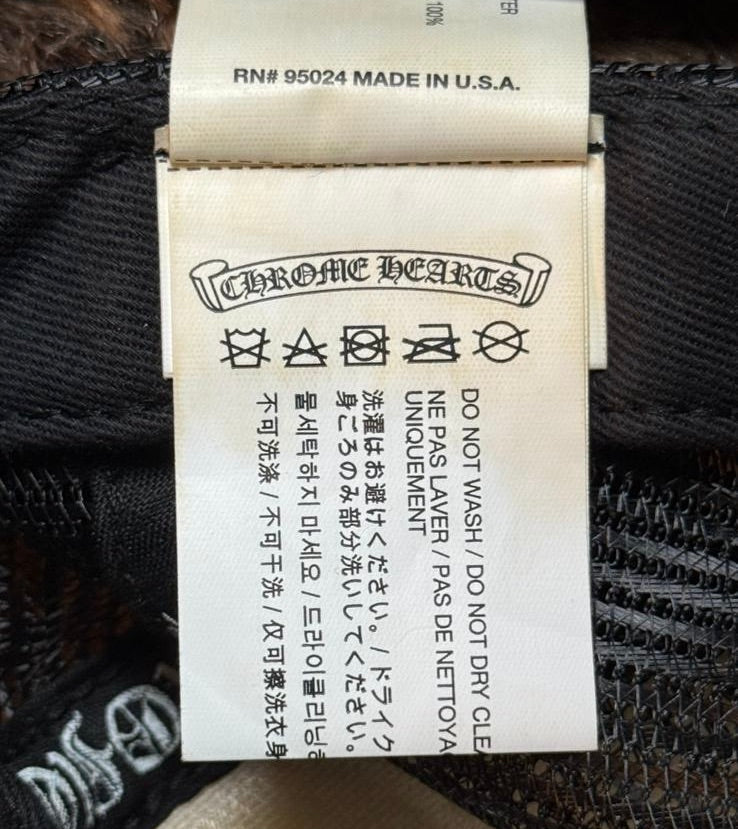 TER
100%
RN# 95024 MADE IN U.S.A.
CHROME HEARTS
DO NOT WASH / DO NOT DRY CLEA
NE PAS LAVER / PAS DE NETTOYA
UNIQUEMENT
洗濯はお避けください。/ ドライク
身ごろのみ部分洗いしてください。
물세탁하지 마세요 / 드라이클리닝
不可洗涤 / 不可干洗 / 仅可擦洗衣身